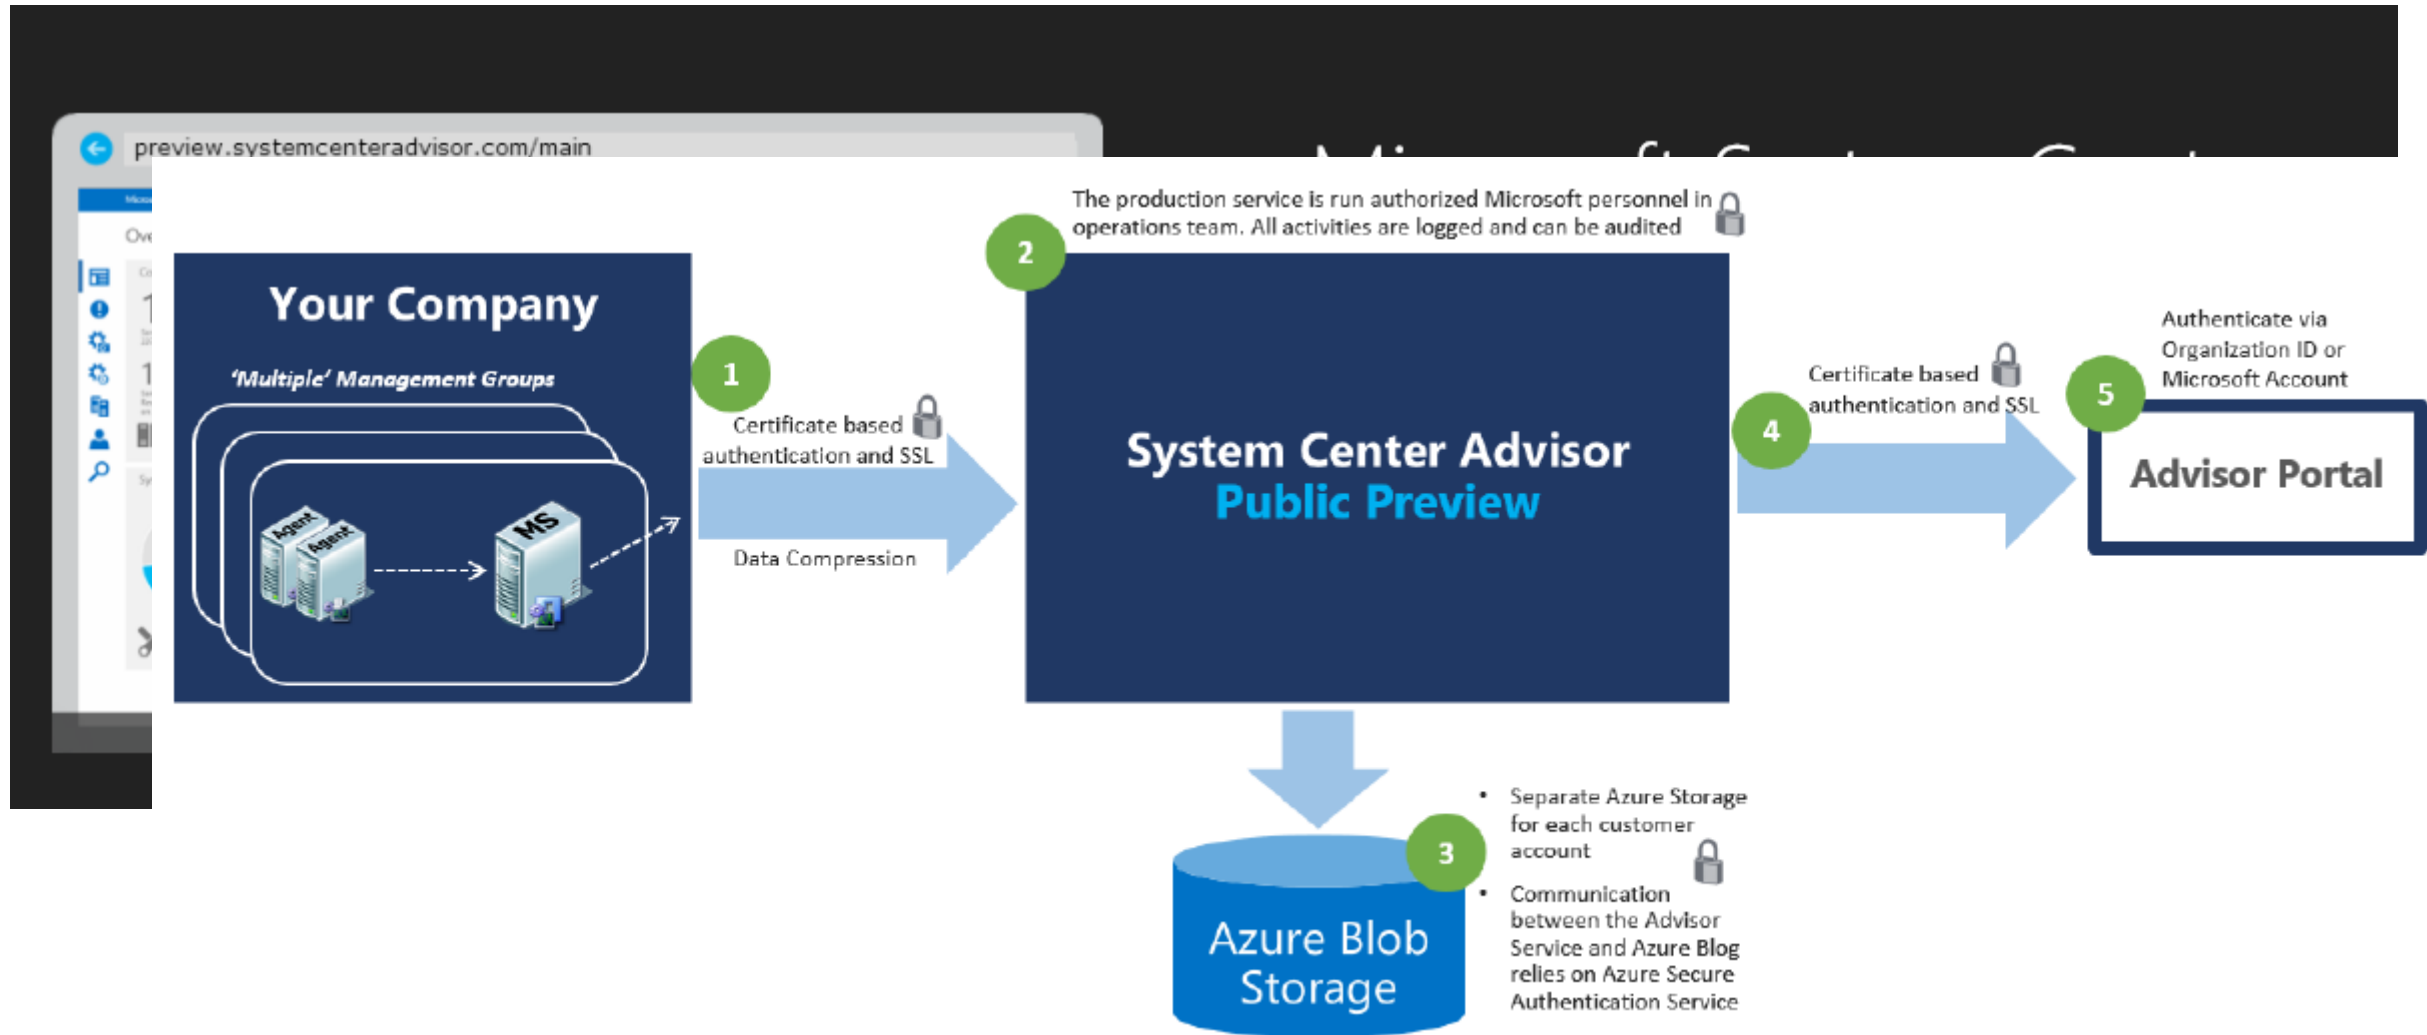 preview.systemcenteradvisor.com/main
The production service is run authorized Microsoft personnel in
operations team. All activities are logged and can be audited
2
Your Company
'Multiple' Management Groups
Agent
Agent
MS
1
Certificate based
authentication and SSL
Data Compression
System Center Advisor
Public Preview
4
Certificate based
authentication and SSL
Authenticate via
Organization ID or
Microsoft Account
5
Advisor Portal
3
Azure Blob
Storage
• Separate Azure Storage
for each customer
account
• Communication
between the Advisor
Service and Azure Blog
relies on Azure Secure
Authentication Service